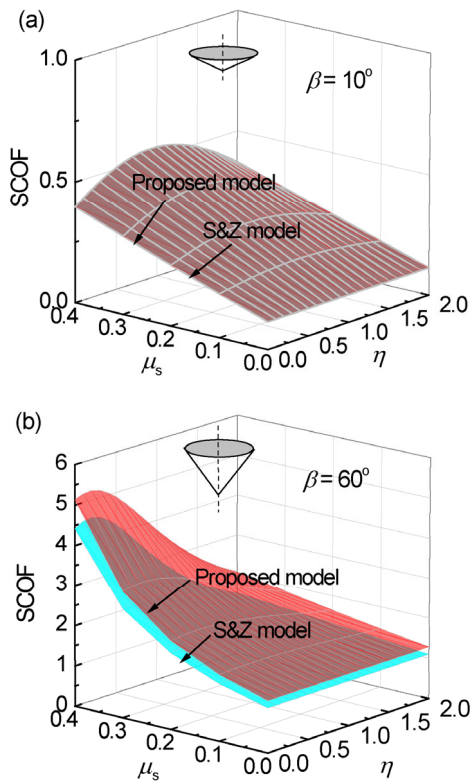 (a)
1.0
β = 10°
SCOF
0.5
Proposed model
S&Z model
0.0
0.4
0.3
0.2
0.1
0.0
μs
0.0
0.5
1.0
1.5
2.0
η
(b)
6
β = 60°
5
4
SCOF
3
Proposed model
2
S&Z model
1
0
0.4
0.3
0.2
0.1
0.0
μs
0.0
0.5
1.0
1.5
2.0
η